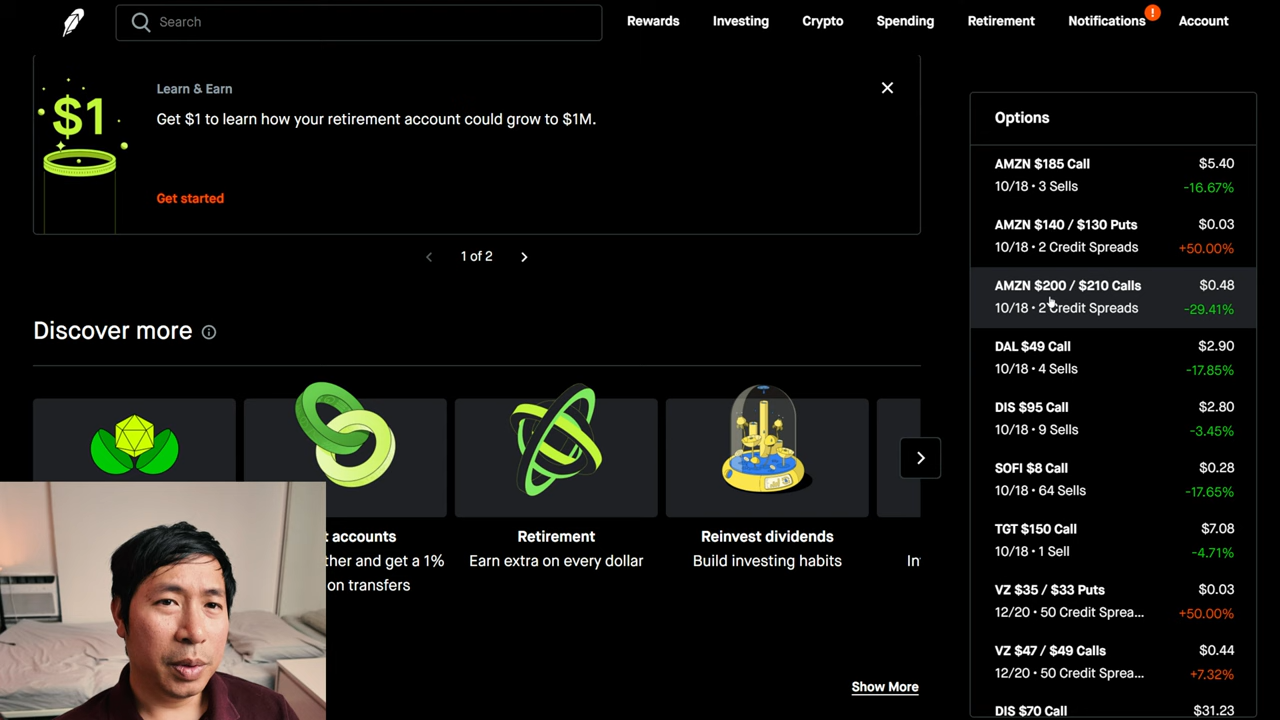 Search
Rewards
Investing
Crypto
Spending
Retirement
Notifications
!
Account
Learn & Earn
Get $1 to learn how your retirement account could grow to $1M.
$1
Get started
1 of 2
Discover more
t accounts
ther and get a 1%
on transfers
Retirement
Earn extra on every dollar
Reinvest dividends
Build investing habits
In
Show More
Options
AMZN $185 Call $5.40
10/18 • 3 Sells -16.67%
AMZN $140 / $130 Puts $0.03
10/18 • 2 Credit Spreads +50.00%
AMZN $200 / $210 Calls $0.48
10/18 • 2 Credit Spreads -29.41%
DAL $49 Call $2.90
10/18 • 4 Sells -17.85%
DIS $95 Call $2.80
10/18 • 9 Sells -3.45%
SOFI $8 Call $0.28
10/18 • 64 Sells -17.65%
TGT $150 Call $7.08
10/18 • 1 Sell -4.71%
VZ $35 / $33 Puts $0.03
12/20 • 50 Credit Sprea... +50.00%
VZ $47 / $49 Calls $0.44
12/20 • 50 Credit Sprea... +7.32%
DIS $70 Call $31.23